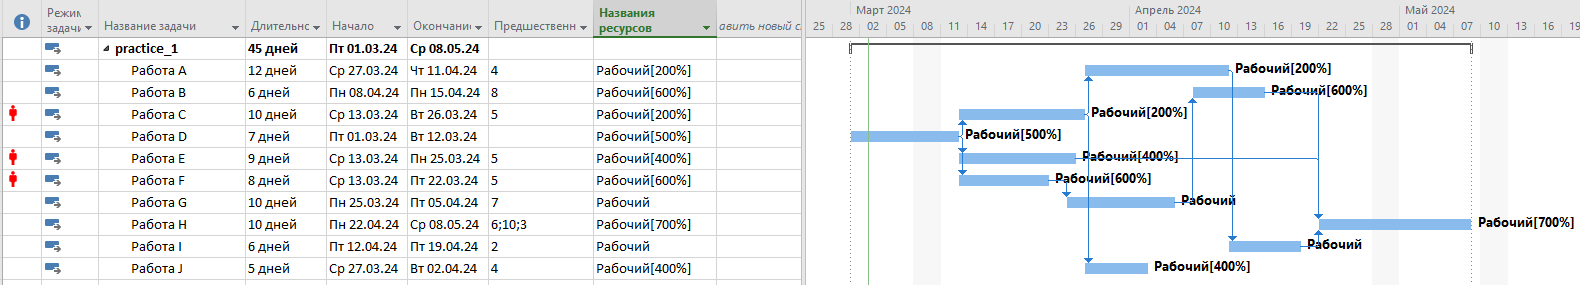 Режим задачи Название задачи Длительнс Начало Окончани Предшественн Названия ресурсов авить новый с
practice_1 45 дней Пт 01.03.24 Ср 08.05.24
Работа A 12 дней Ср 27.03.24 Чт 11.04.24 4 Рабочий[200%]
Работа B 6 дней Пн 08.04.24 Пн 15.04.24 8 Рабочий[600%]
Работа C 10 дней Ср 13.03.24 Вт 26.03.24 5 Рабочий[200%]
Работа D 7 дней Пт 01.03.24 Вт 12.03.24 Рабочий[500%]
Работа E 9 дней Ср 13.03.24 Пн 25.03.24 5 Рабочий[400%]
Работа F 8 дней Ср 13.03.24 Пт 22.03.24 5 Рабочий[600%]
Работа G 10 дней Пн 25.03.24 Пт 05.04.24 7 Рабочий
Работа H 10 дней Пн 22.04.24 Ср 08.05.24 6;10;3 Рабочий[700%]
Работа I 6 дней Пт 12.04.24 Пт 19.04.24 2 Рабочий
Работа J 5 дней Ср 27.03.24 Вт 02.04.24 4 Рабочий[400%]
Март 2024 Апрель 2024 Май 2024
25 28 02 05 08 11 14 17 20 23 26 29 01 04 07 10 13 16 19 22 25 28 01 04 07 10 13 16 19
Рабочий[200%]
Рабочий[600%]
Рабочий[200%]
Рабочий[500%]
Рабочий[400%]
Рабочий[600%]
Рабочий
Рабочий[700%]
Рабочий
Рабочий[400%]